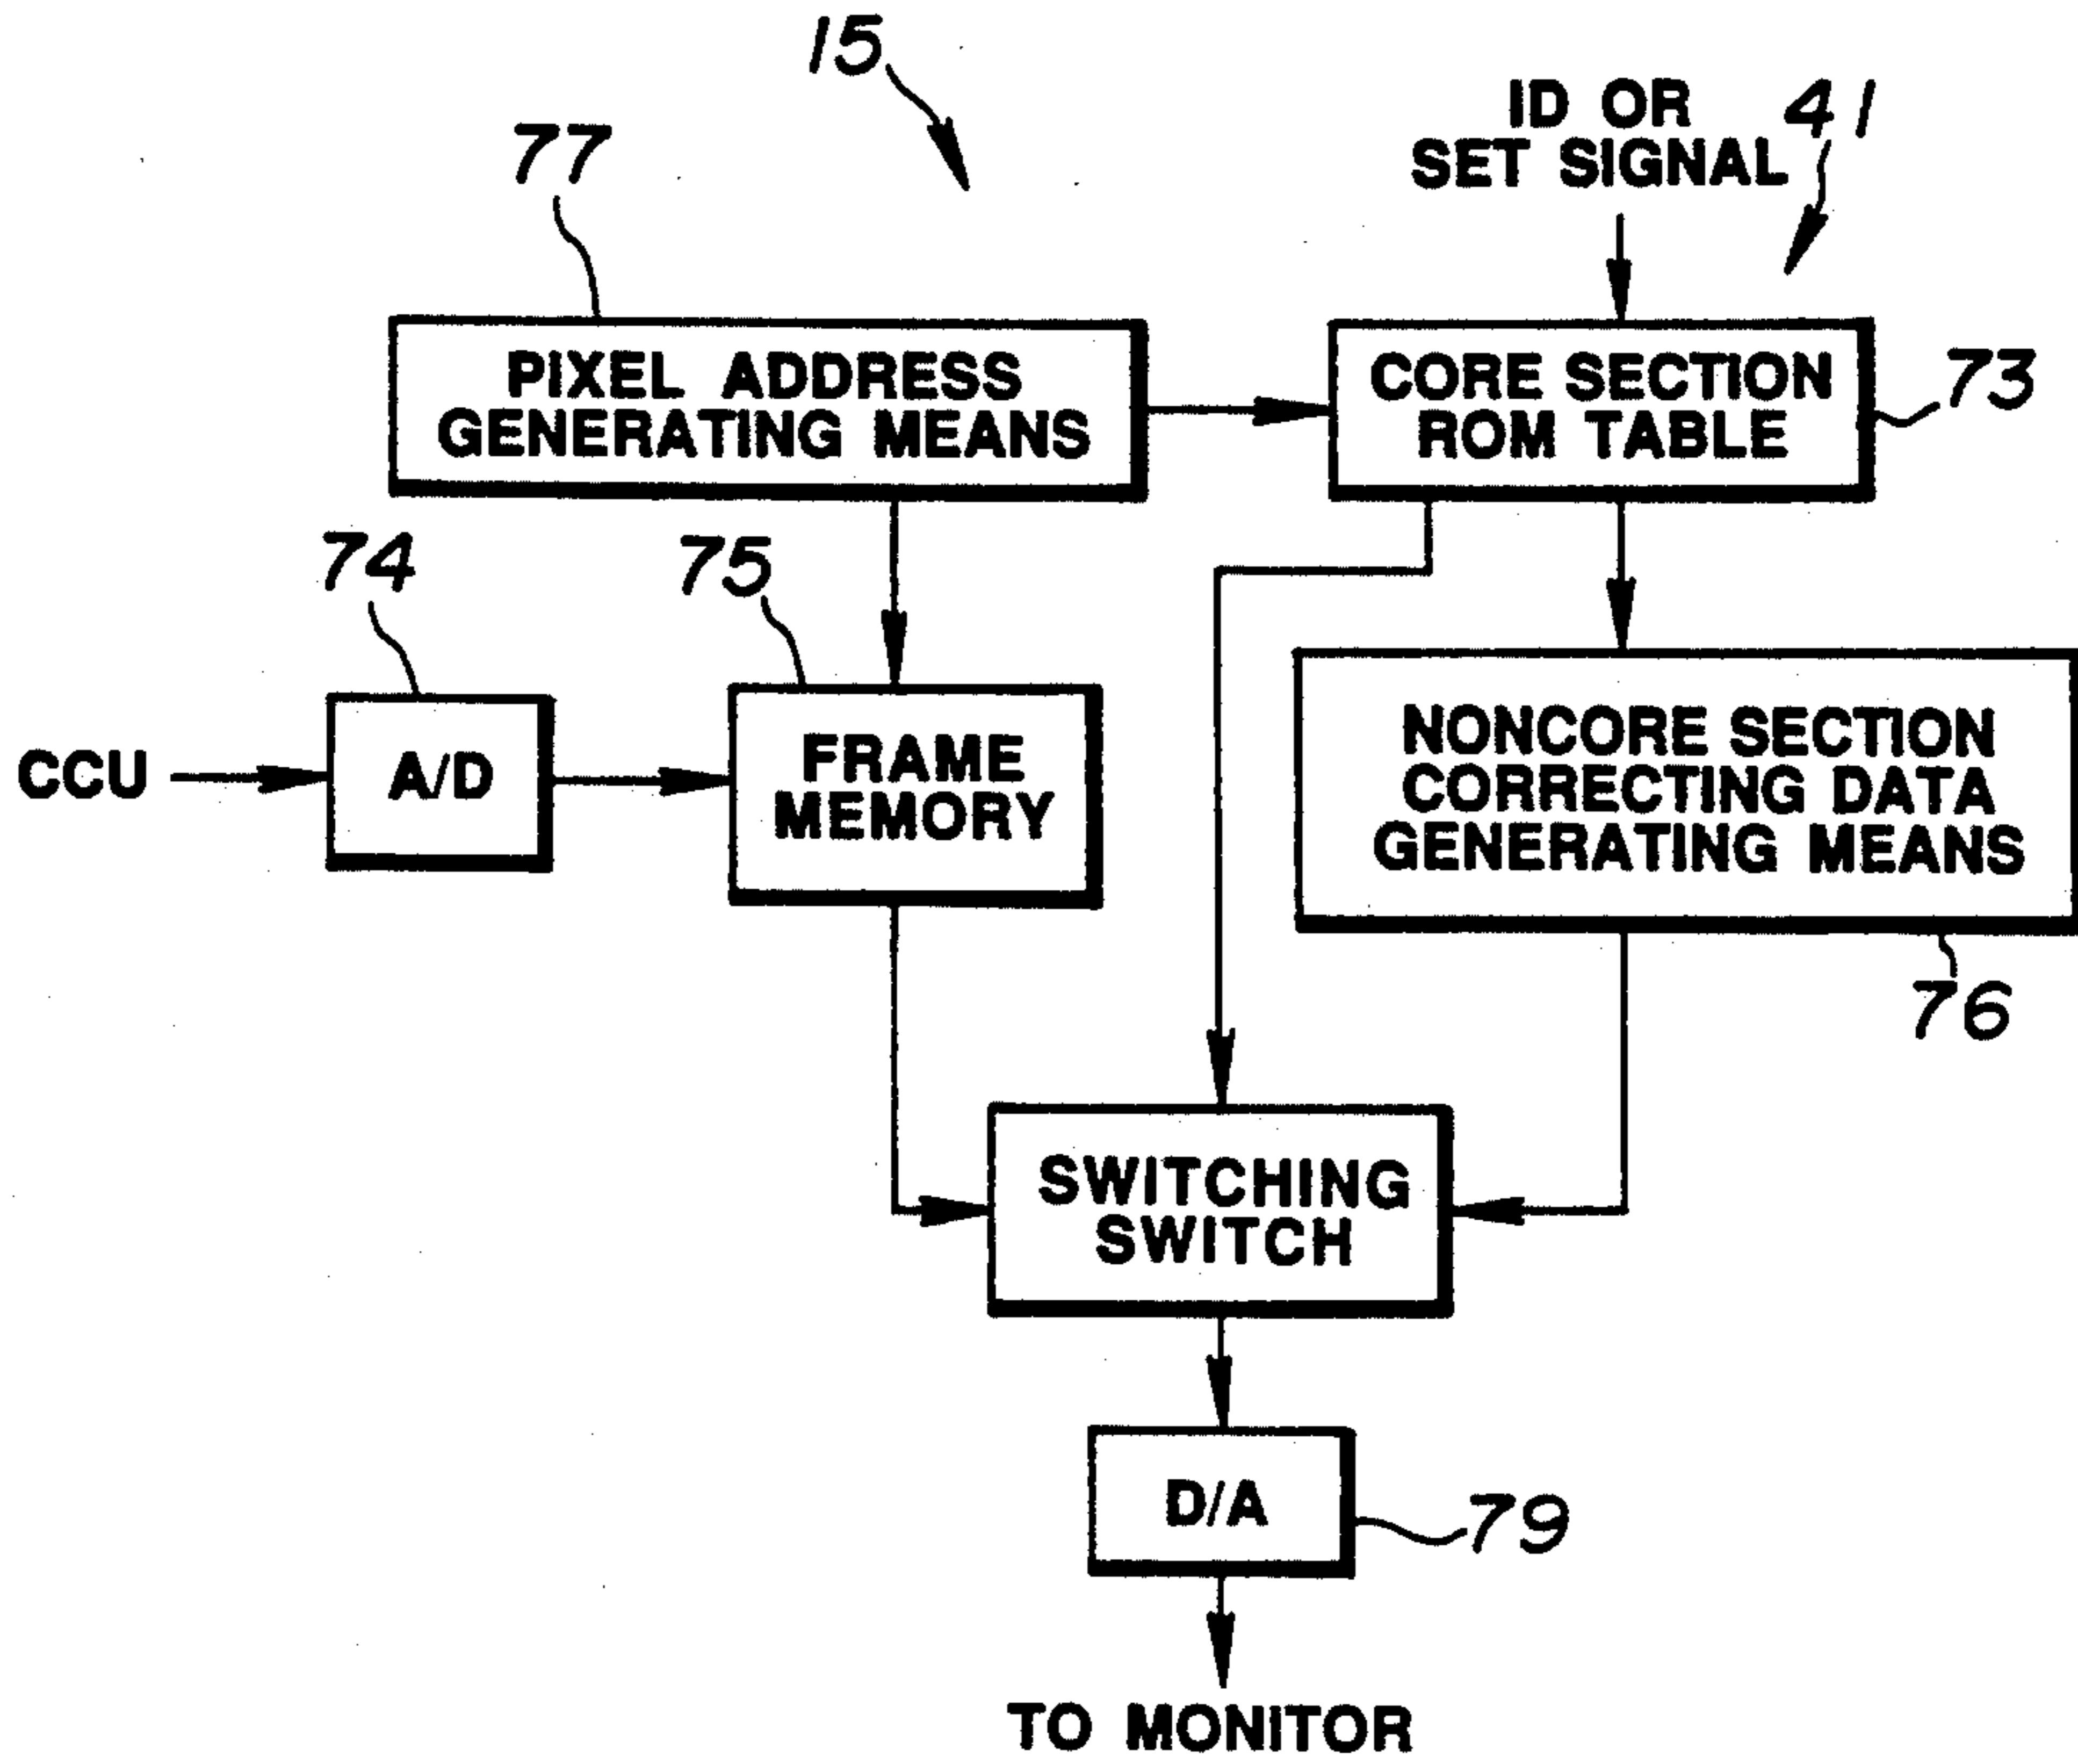 15
ID OR
SET SIGNAL
41
77
PIXEL ADDRESS
GENERATING MEANS
CORE SECTION
ROM TABLE
73
74
75
CCU
A/D
FRAME
MEMORY
NONCORE SECTION
CORRECTING DATA
GENERATING MEANS
76
SWITCHING
SWITCH
D/A
79
TO MONITOR